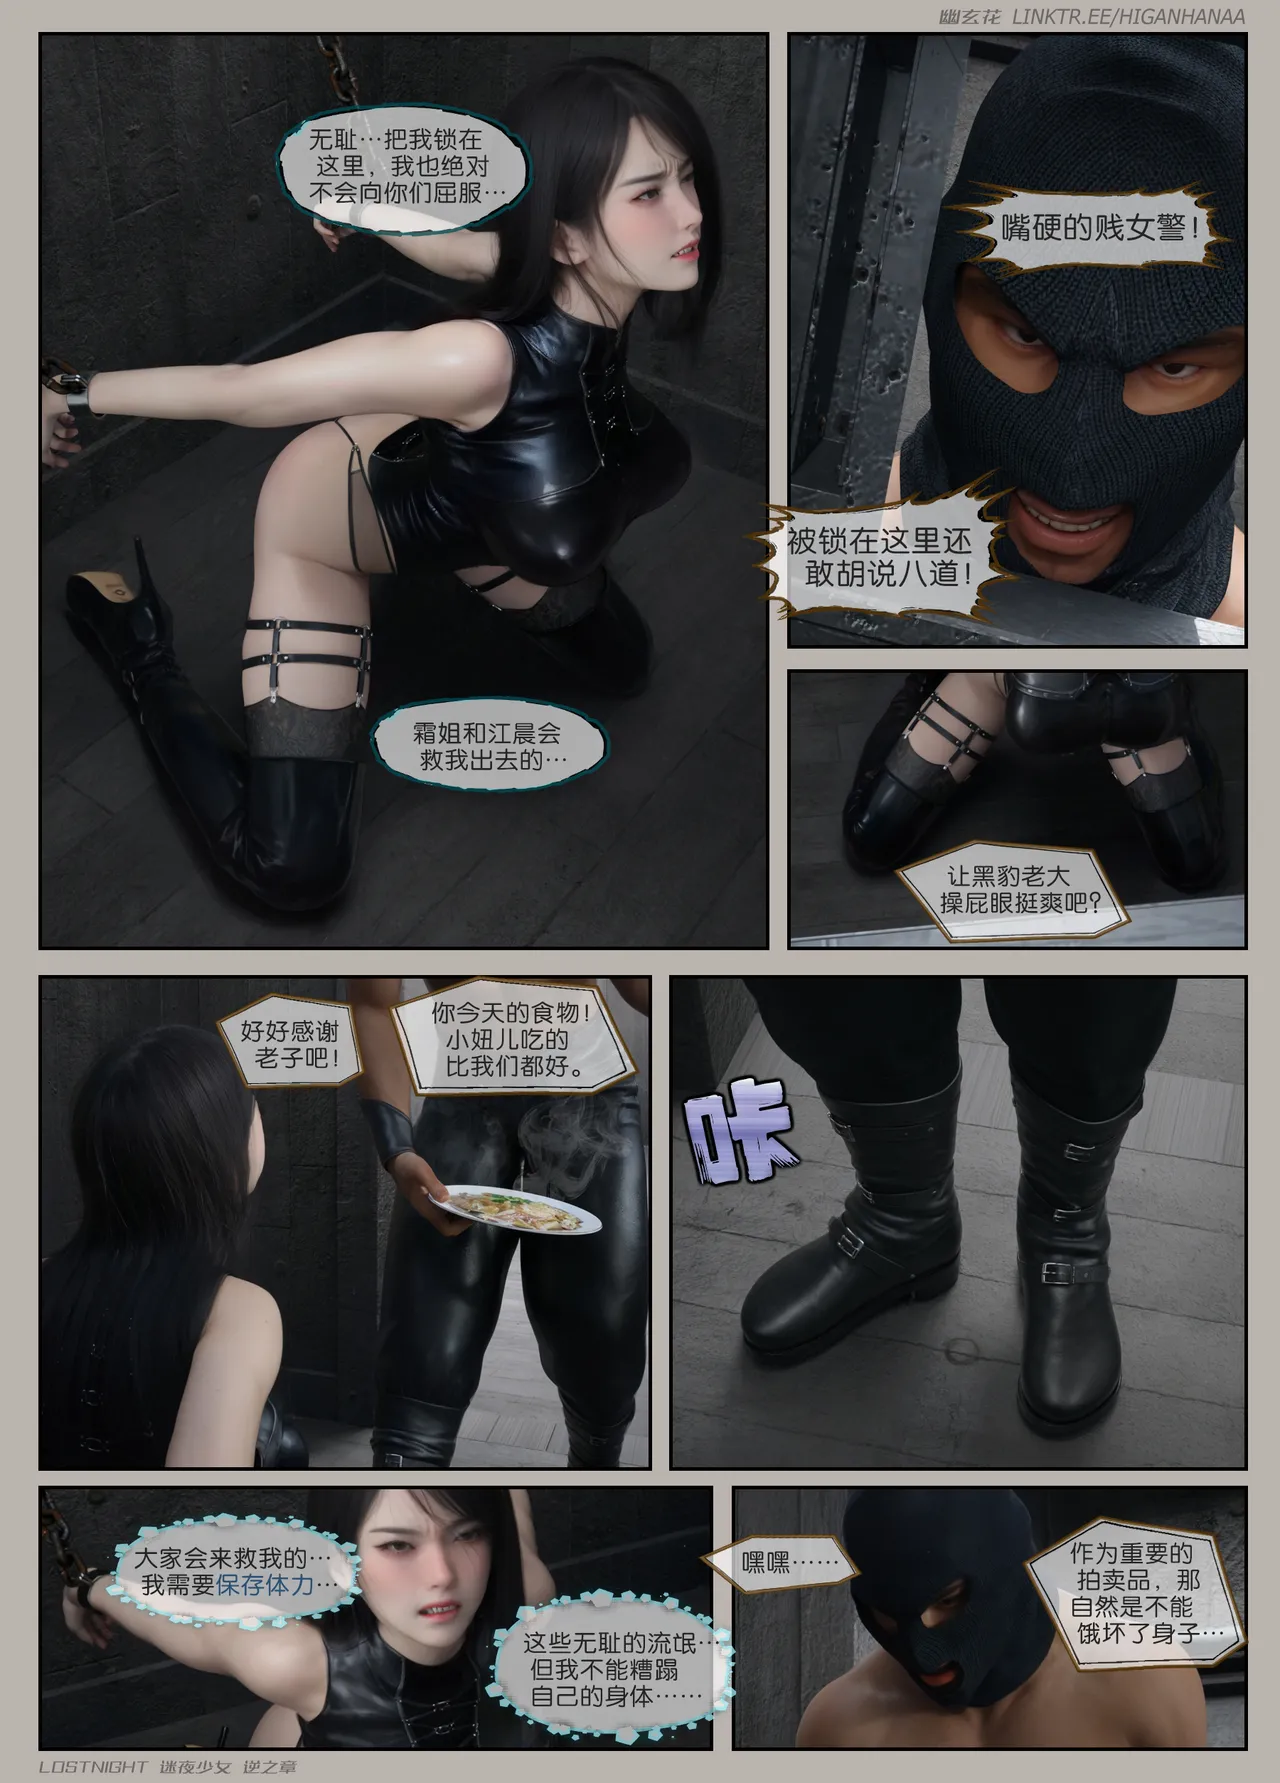 幽玄花 LINKTR.EE/HIGANHANAA
无耻…把我锁在
这里，我也绝对
不会向你们屈服…
霜姐和江晨会
救我出去的…
嘴硬的贱女警！
被锁在这里还
敢胡说八道！
让黑豹老大
操屁眼挺爽吧？
好好感谢
老子吧！
你今天的食物！
小妞儿吃的
比我们都好。
咔
大家会来救我的…
我需要保存体力…
这些无耻的流氓…
但我不能糟蹋
自己的身体……
嘿嘿……
作为重要的
拍卖品，那
自然是不能
饿坏了身子…
LOSTNIGHT 迷夜少女 逆之章